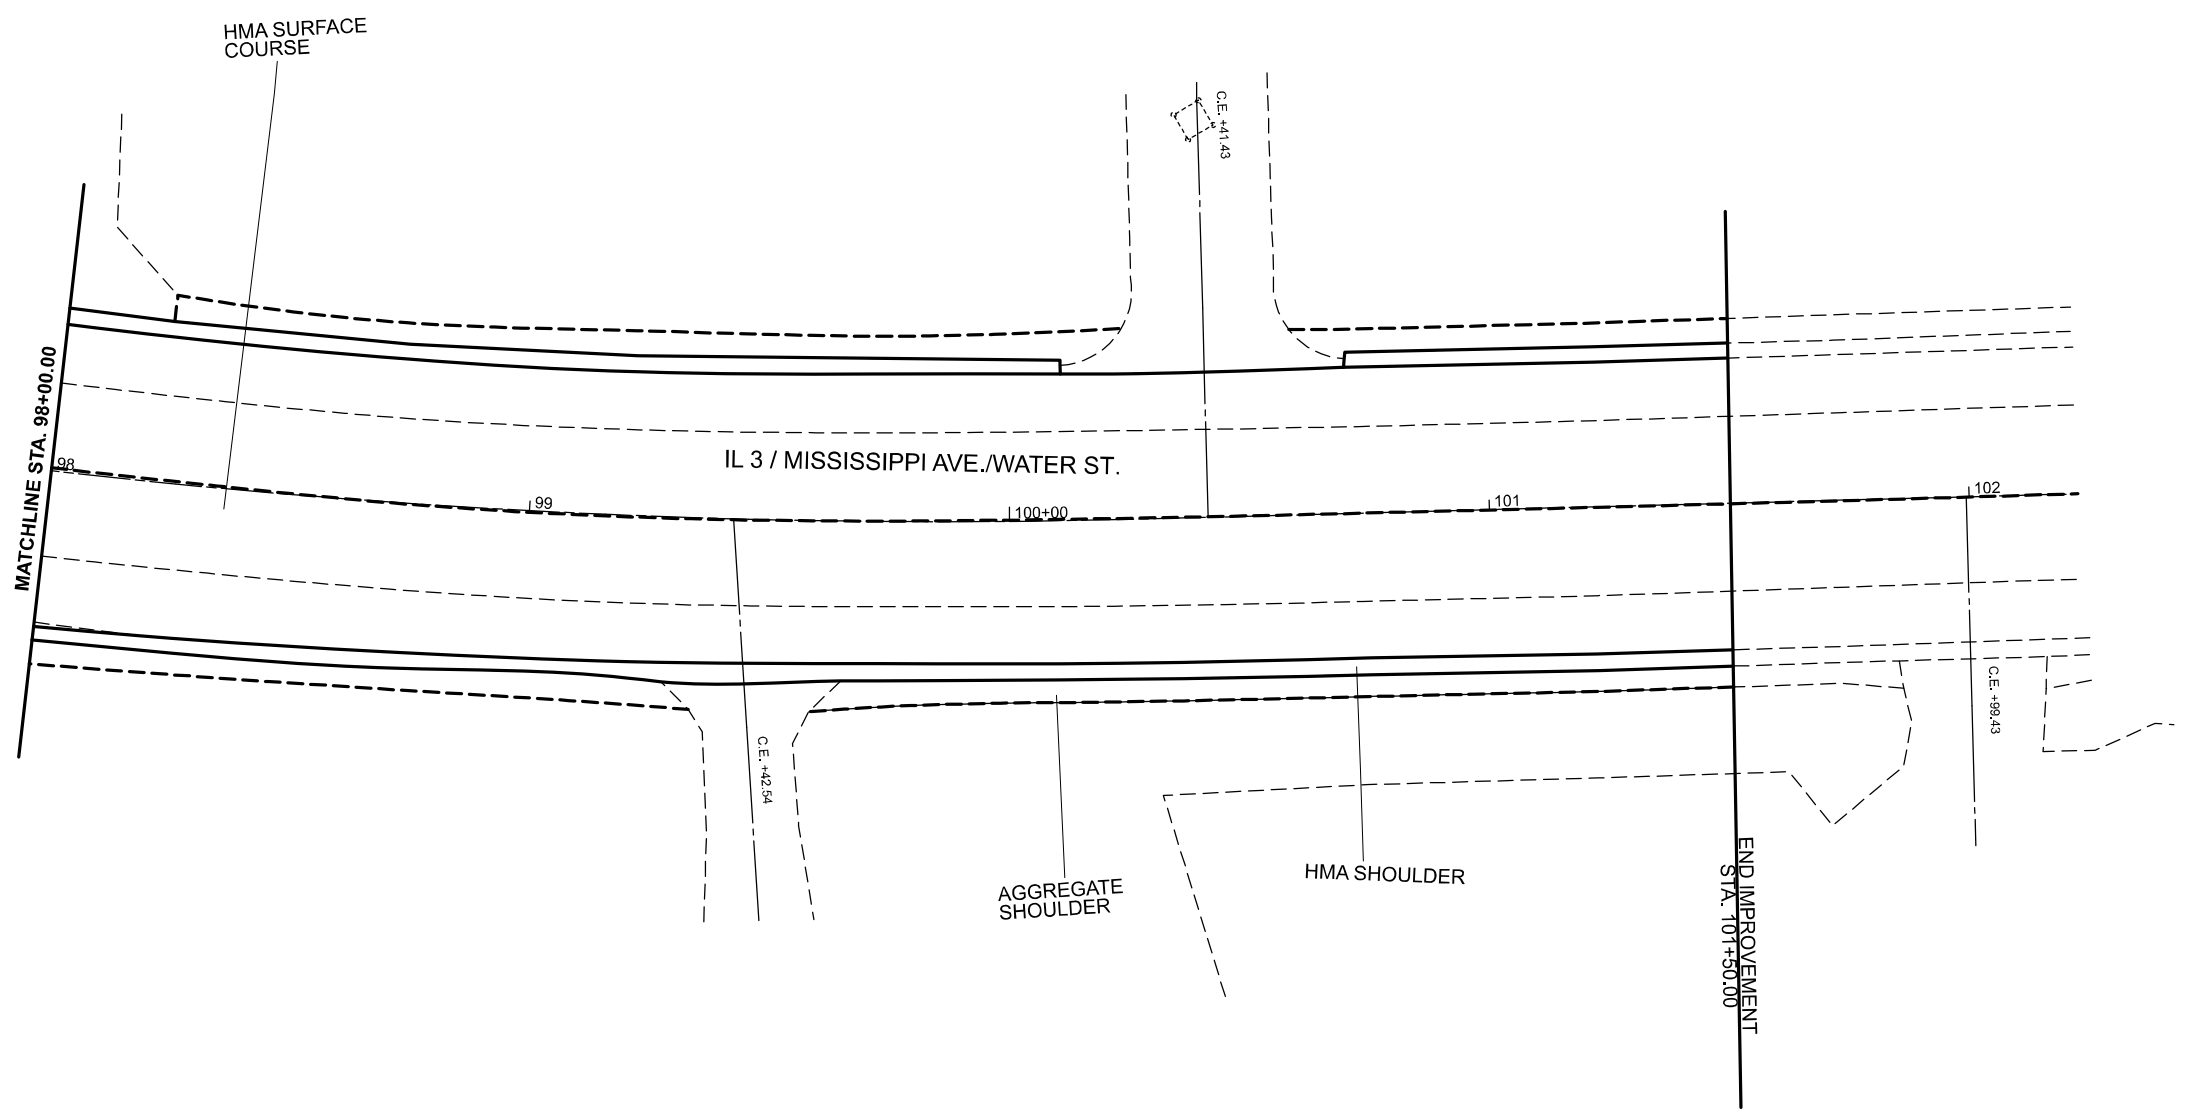 HMA SURFACE
COURSE
C.E. +41.43
MATCHLINE STA. 98+00.00
98
IL 3 / MISSISSIPPI AVE./WATER ST.
99
100+00
101
102
C.E. +42.54
C.E. +99.43
AGGREGATE
SHOULDER
HMA SHOULDER
END IMPROVEMENT
STA. 101+50.00